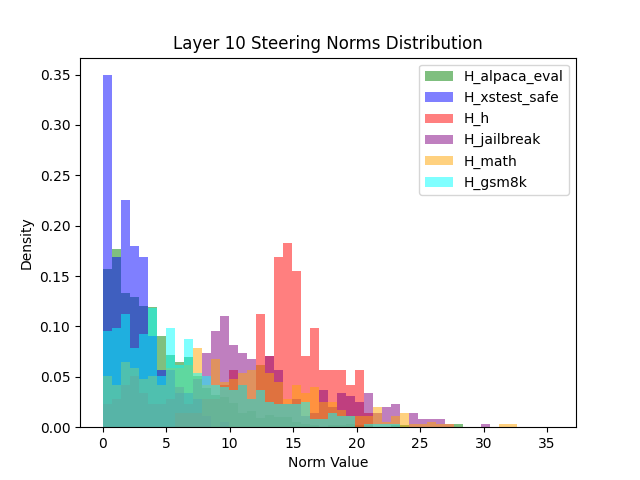 Layer 10 Steering Norms Distribution
H_alpaca_eval
H_xstest_safe
H_h
H_jailbreak
H_math
H_gsm8k
Density
0.35
0.30
0.25
0.20
0.15
0.10
0.05
0.00
0 5 10 15 20 25 30 35
Norm Value